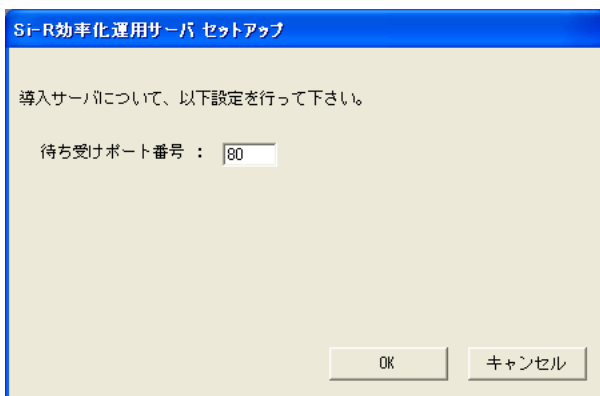 Si-R効率化運用サーバ セットアップ
導入サーバについて、以下設定を行って下さい。
待ち受けポート番号 : 80
OK キャンセル